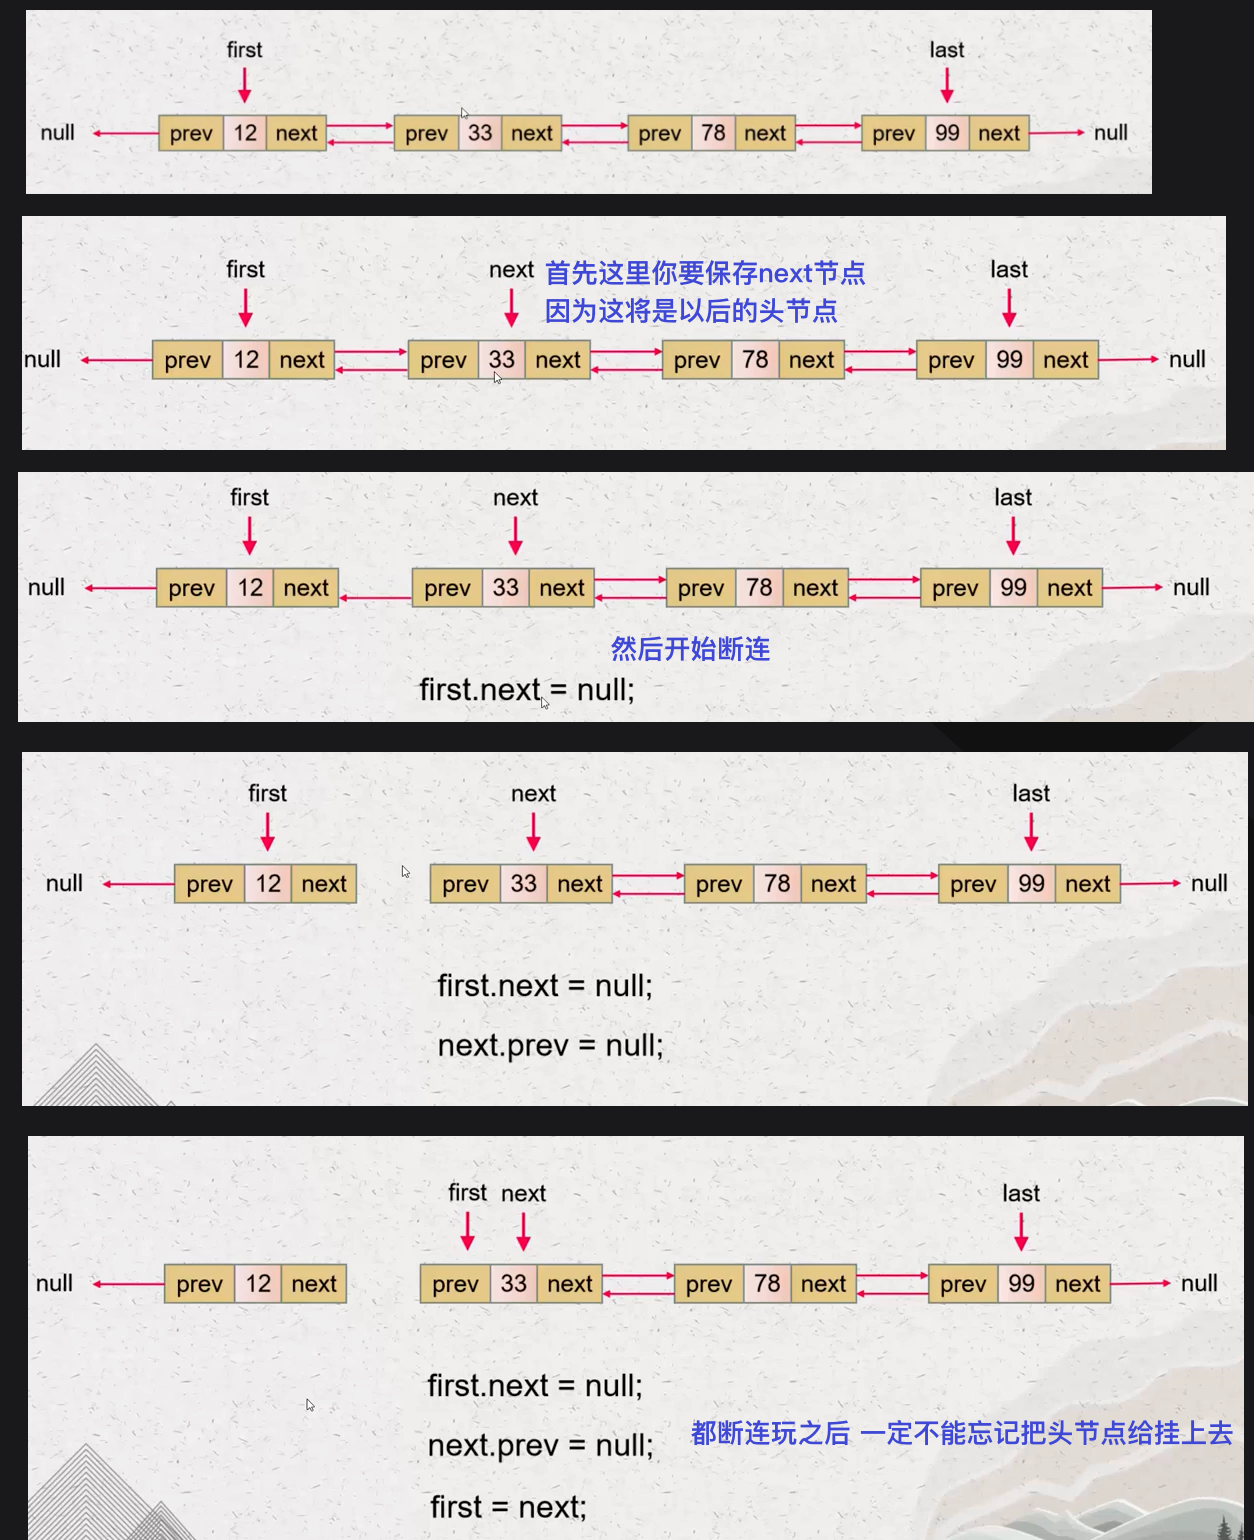 first last
null prev 12 next prev 33 next prev 78 next prev 99 next null
first next 首先这里你要保存next节点 last
因为这将是以后的头节点
null prev 12 next prev 33 next prev 78 next prev 99 next null
first next last
null prev 12 next prev 33 next prev 78 next prev 99 next null
然后开始断连
first.next = null;
first next last
null prev 12 next prev 33 next prev 78 next prev 99 next null
first.next = null;
next.prev = null;
first next last
null prev 12 next prev 33 next prev 78 next prev 99 next null
first.next = null;
都断连玩之后 一定不能忘记把头节点给挂上去
next.prev = null;
first = next;